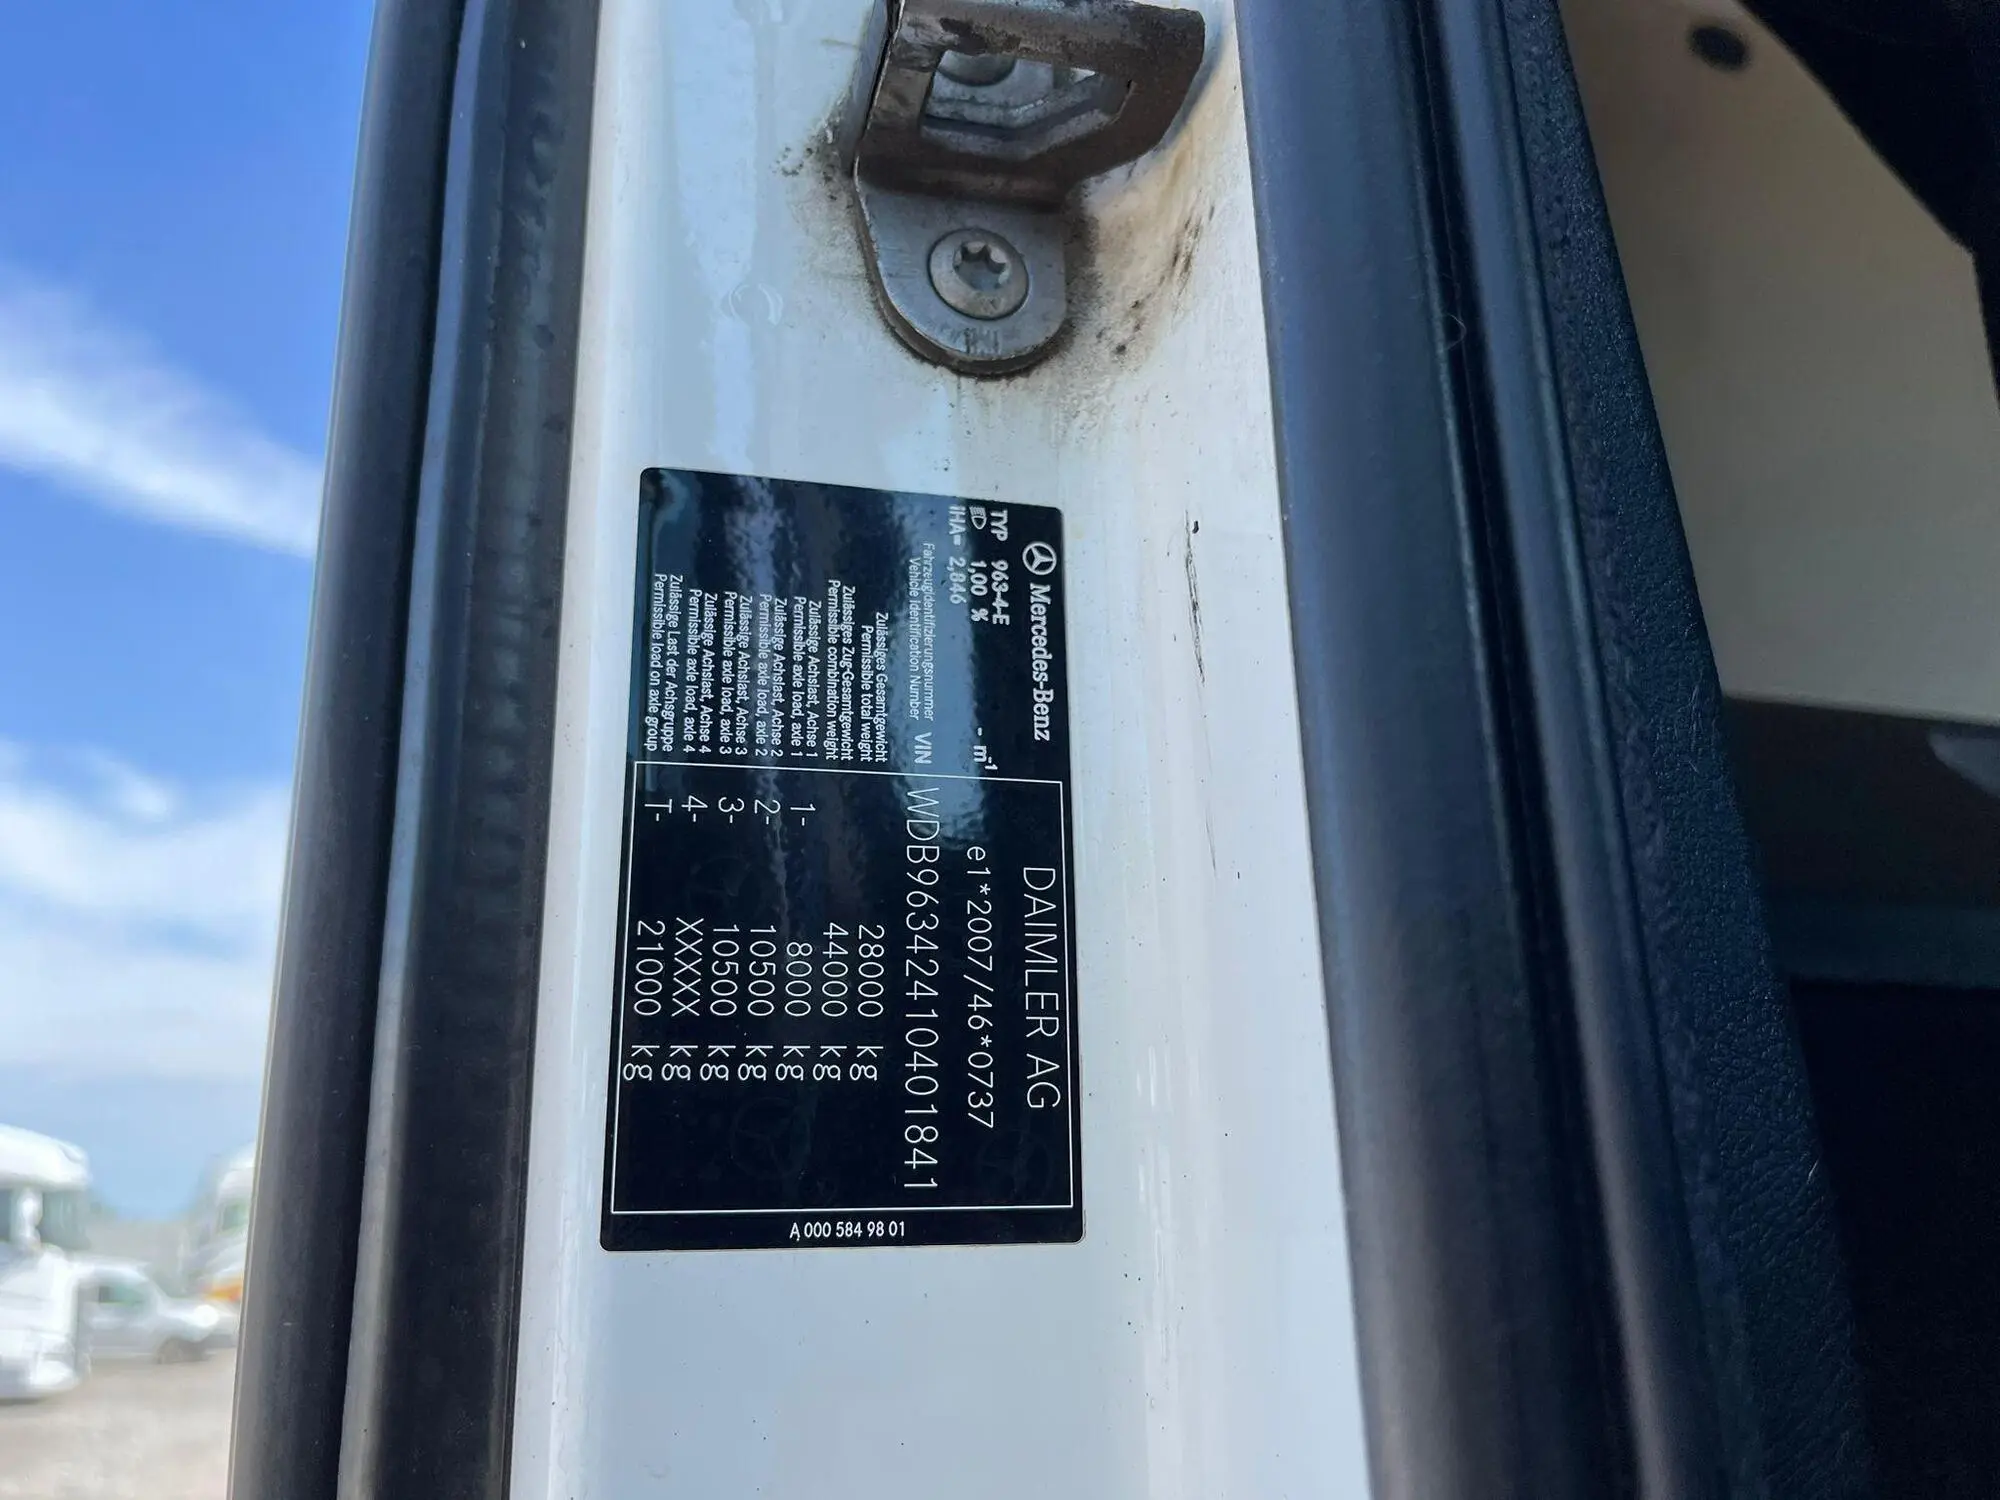 Mercedes-Benz DAIMLER AG
TYP 963-4-E
1,00 % - m⁻¹ e1*2007/46*0737
IHA= 2,846
Fahrzeugidentifizierungsnummer
Vehicle Identification Number VIN WDB96342410401841
Zulässiges Gesamtgewicht
Permissible total weight 28000 kg
Zulässiges Zug-Gesamtgewicht
Permissible combination weight 44000 kg
Zulässige Achslast, Achse 1
Permissible axle load, axle 1 1- 8000 kg
Zulässige Achslast, Achse 2
Permissible axle load, axle 2 2- 10500 kg
Zulässige Achslast, Achse 3
Permissible axle load, axle 3 3- 10500 kg
Zulässige Achslast, Achse 4
Permissible axle load, axle 4 4- XXXXX kg
Zulässige Last der Achsgruppe
Permissible load on axle group T- 21000 kg
A 000 584 98 01